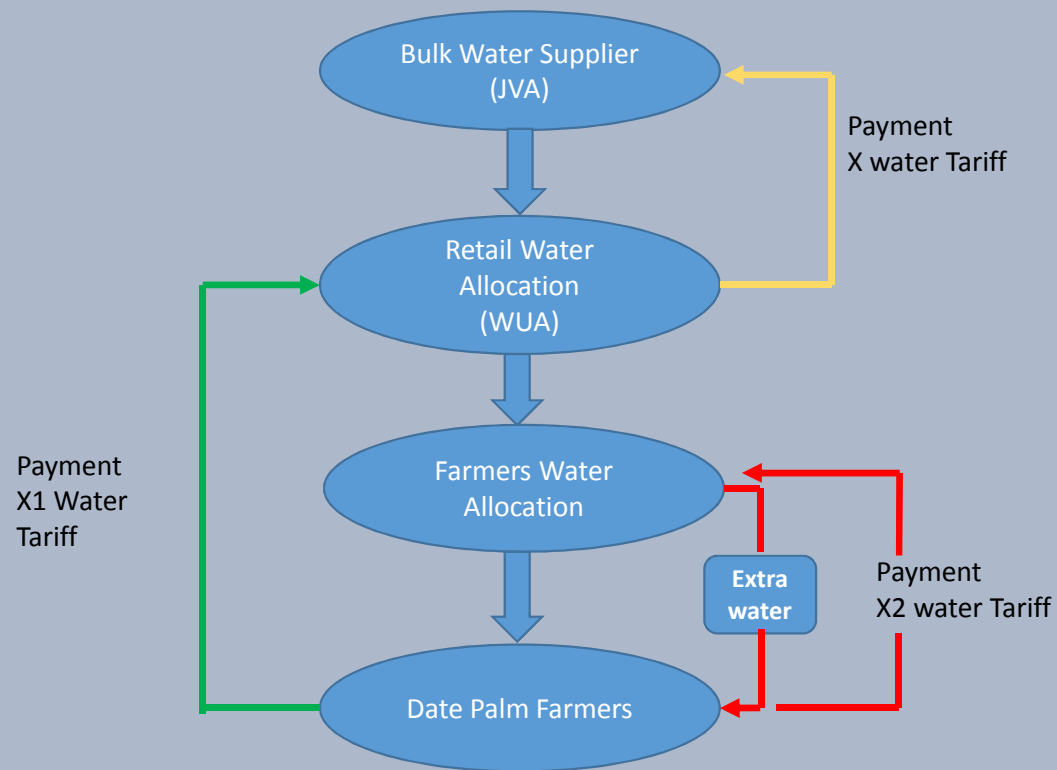 Bulk Water Supplier
(JVA)
Payment
X water Tariff
Retail Water
Allocation
(WUA)
Payment
X1 Water
Tariff
Farmers Water
Allocation
Extra
water
Payment
X2 water Tariff
Date Palm Farmers